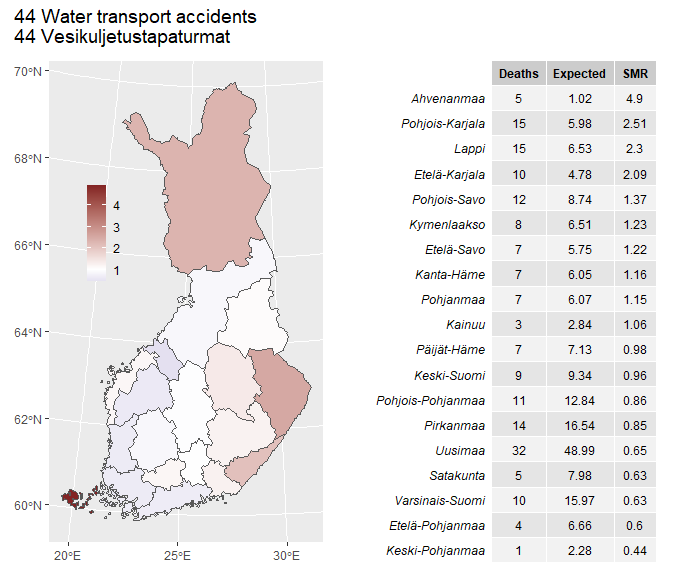 44 Water transport accidents
44 Vesikuljetustapaturmat
70°N
68°N
66°N
64°N
62°N
60°N
20°E
25°E
30°E
4
3
2
1
Deaths Expected SMR
Ahvenanmaa 5 1.02 4.9
Pohjois-Karjala 15 5.98 2.51
Lappi 15 6.53 2.3
Etelä-Karjala 10 4.78 2.09
Pohjois-Savo 12 8.74 1.37
Kymenlaakso 8 6.51 1.23
Etelä-Savo 7 5.75 1.22
Kanta-Häme 7 6.05 1.16
Pohjanmaa 7 6.07 1.15
Kainuu 3 2.84 1.06
Päijät-Häme 7 7.13 0.98
Keski-Suomi 9 9.34 0.96
Pohjois-Pohjanmaa 11 12.84 0.86
Pirkanmaa 14 16.54 0.85
Uusimaa 32 48.99 0.65
Satakunta 5 7.98 0.63
Varsinais-Suomi 10 15.97 0.63
Etelä-Pohjanmaa 4 6.66 0.6
Keski-Pohjanmaa 1 2.28 0.44